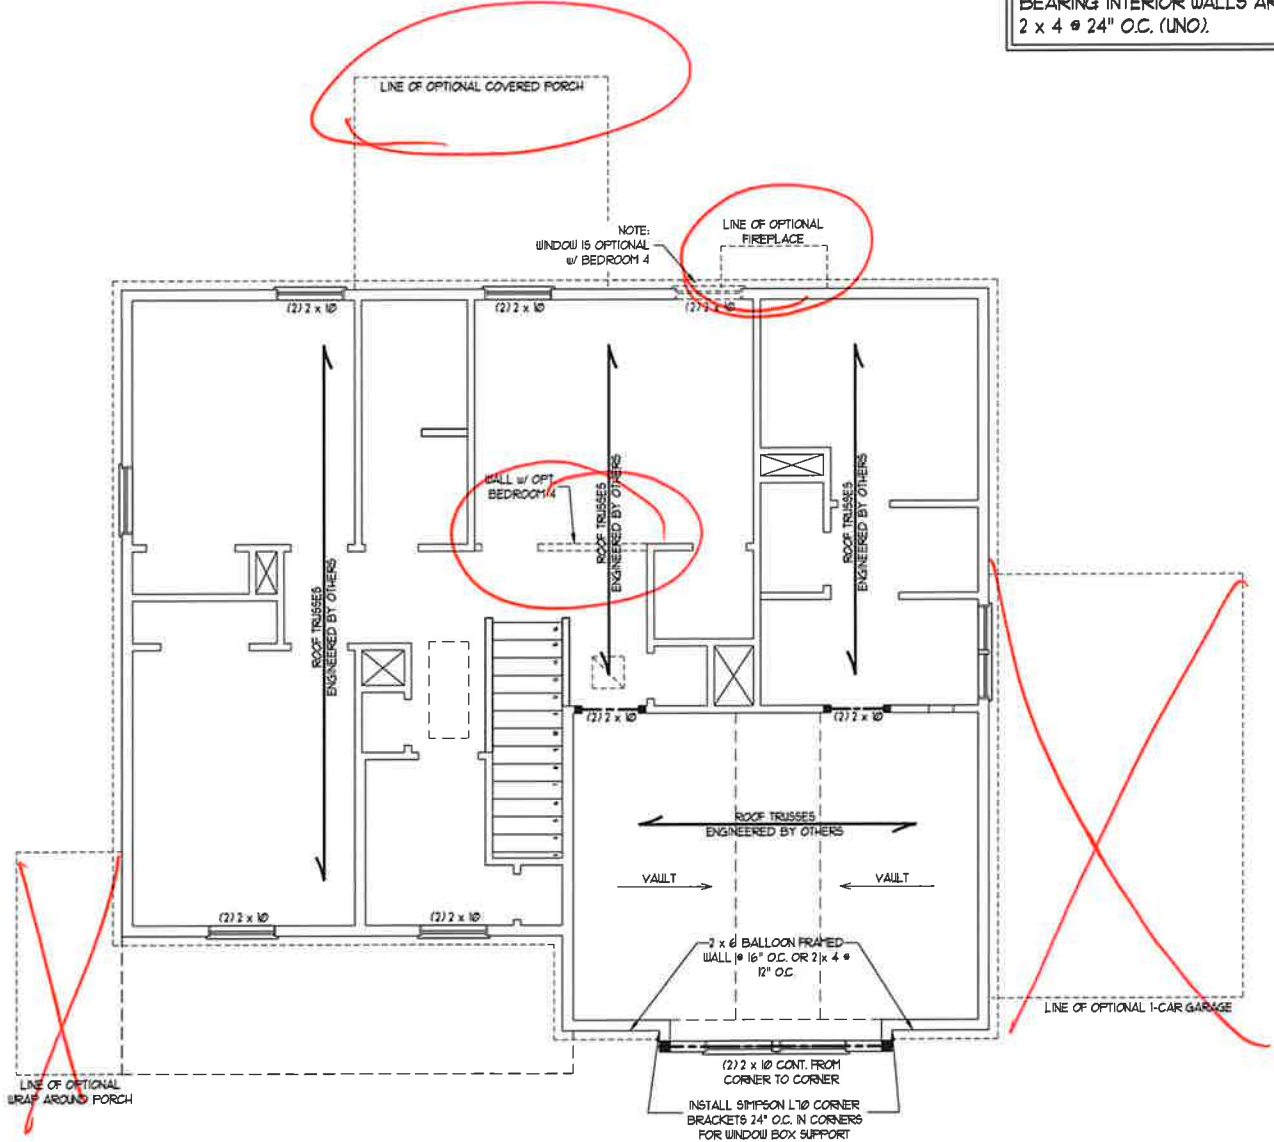 BEARING INTERIOR WALLS AR
2 x 4 @ 24" O.C. (UNO).
LINE OF OPTIONAL COVERED PORCH
NOTE:
WINDOW IS OPTIONAL
w/ BEDROOM 4
LINE OF OPTIONAL
FIREPLACE
(2) 2 x 10
(2) 2 x 10
(2) 2 x 10
WALL w/ OPT.
BEDROOM 4
ROOF TRUSSES
ENGINEERED BY OTHERS
ROOF TRUSSES
ENGINEERED BY OTHERS
ROOF TRUSSES
ENGINEERED BY OTHERS
(2) 2 x 10
(2) 2 x 10
ROOF TRUSSES
ENGINEERED BY OTHERS
VAULT
VAULT
(2) 2 x 10
(2) 2 x 10
2 x 6 BALLOON FRAMED
WALL @ 16" O.C. OR 2 x 4 @
12" O.C.
LINE OF OPTIONAL 1-CAR GARAGE
LINE OF OPTIONAL
WRAP AROUND PORCH
(2) 2 x 10 CONT. FROM
CORNER TO CORNER
INSTALL SIMPSON L70 CORNER
BRACKETS 24" O.C. IN CORNERS
FOR WINDOW BOX SUPPORT